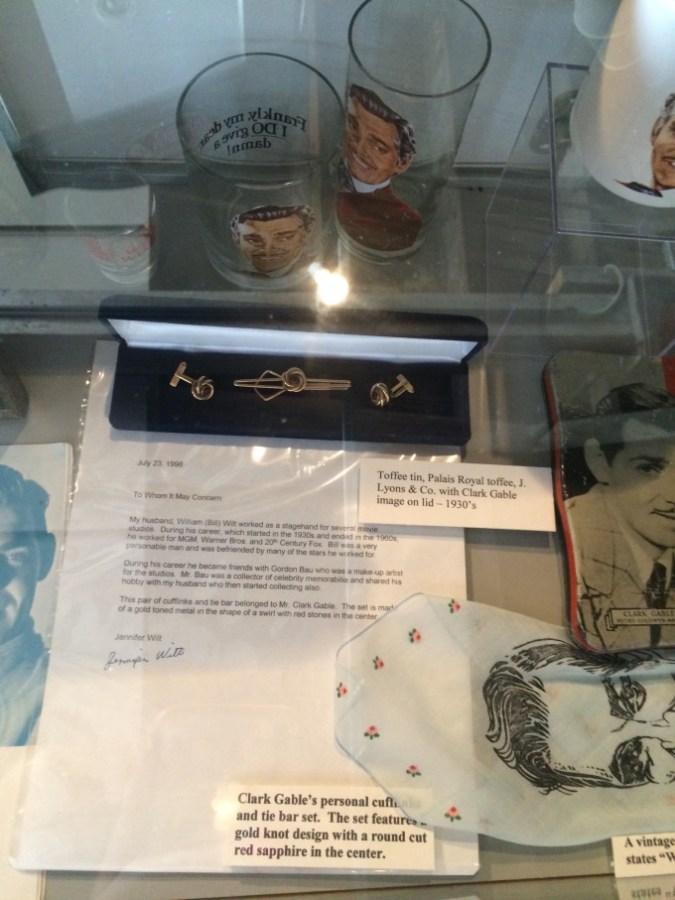 Frankly my dear,
I DO give a
damn!
July 23, 1998
To Whom It May Concern
My husband, William (Bill) Wilt worked as a stagehand for several movie
studios. During his career, which started in the 1930s and ended in the 1960s,
he worked for MGM, Warner Bros. and 20th Century Fox. Bill was a very
personable man and was befriended by many of the stars he worked for.
During his career he became friends with Gordon Bau who was a make-up artist
for the studios. Mr. Bau was a collector of celebrity memorabilia and shared his
hobby with my husband who then started collecting also.
This pair of cufflinks and tie bar belonged to Mr. Clark Gable. The set is mad
of a gold toned metal in the shape of a swirl with red stones in the center.
Jennifer Wilt
Jennifer Wilt
Toffee tin, Palais Royal toffee, J.
Lyons & Co. with Clark Gable
image on lid – 1930's
CLARK GABLE
Clark Gable's personal cuffl
and tie bar set. The set features a
gold knot design with a round cut
red sapphire in the center.
A vintage
states "W